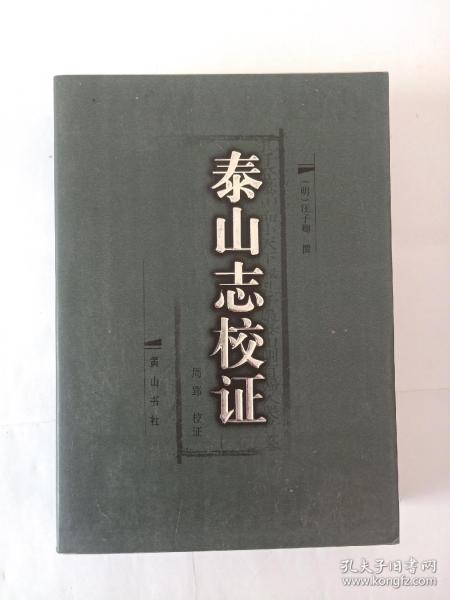 (明)汪子卿 撰
泰山志校证
周郢 校证
黄山书社
孔夫子旧书网
www.kongfz.com